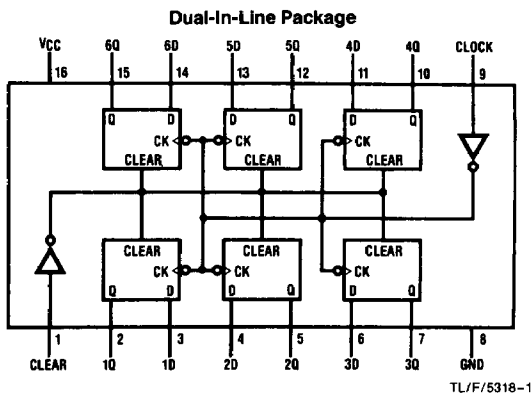 Dual-In-Line Package
VCC 6Q 6D 5D 5Q 4D 4Q CLOCK
16 15 14 13 12 11 10 9
Q D D Q D Q
CK CK CK
CLEAR CLEAR CLEAR
CLEAR CLEAR CLEAR
CK CK CK
Q D D Q D Q
1 2 3 4 5 6 7 8
CLEAR 1Q 1D 2D 2Q 3D 3Q GND
TL/F/5318-1